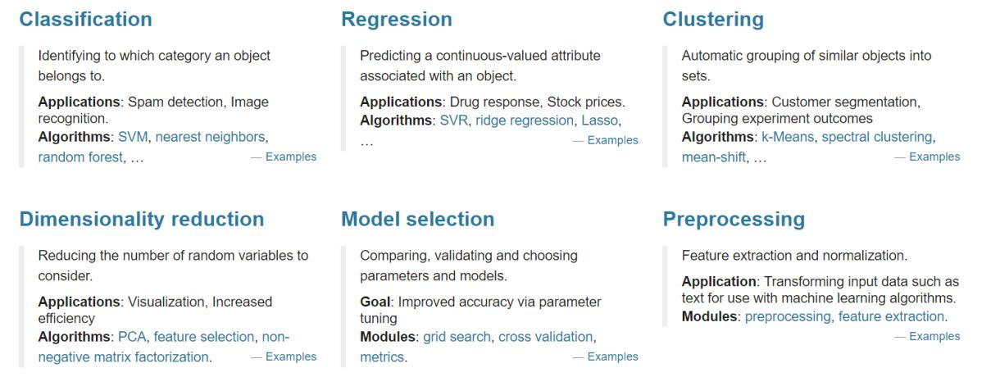 Classification
Identifying to which category an object
belongs to.
Applications: Spam detection, Image
recognition.
Algorithms: SVM, nearest neighbors,
random forest, …
— Examples
Regression
Predicting a continuous-valued attribute
associated with an object.
Applications: Drug response, Stock prices.
Algorithms: SVR, ridge regression, Lasso,
…
— Examples
Clustering
Automatic grouping of similar objects into
sets.
Applications: Customer segmentation,
Grouping experiment outcomes
Algorithms: k-Means, spectral clustering,
mean-shift, …
— Examples
Dimensionality reduction
Reducing the number of random variables to
consider.
Applications: Visualization, Increased
efficiency
Algorithms: PCA, feature selection, non-
negative matrix factorization.
— Examples
Model selection
Comparing, validating and choosing
parameters and models.
Goal: Improved accuracy via parameter
tuning
Modules: grid search, cross validation,
metrics.
— Examples
Preprocessing
Feature extraction and normalization.
Application: Transforming input data such as
text for use with machine learning algorithms.
Modules: preprocessing, feature extraction.
— Examples